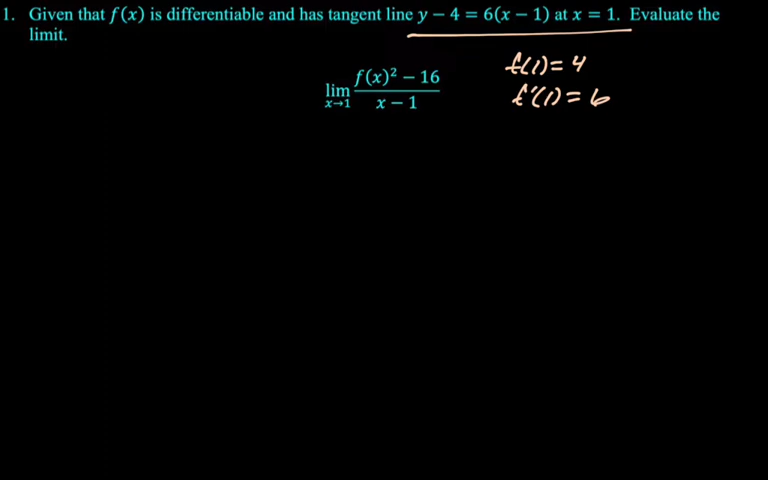 1. Given that f(x) is differentiable and has tangent line y − 4 = 6(x − 1) at x = 1. Evaluate the
limit.
lim x→1 f(x)² − 16 / x − 1
f(1) = 4
f'(1) = 6